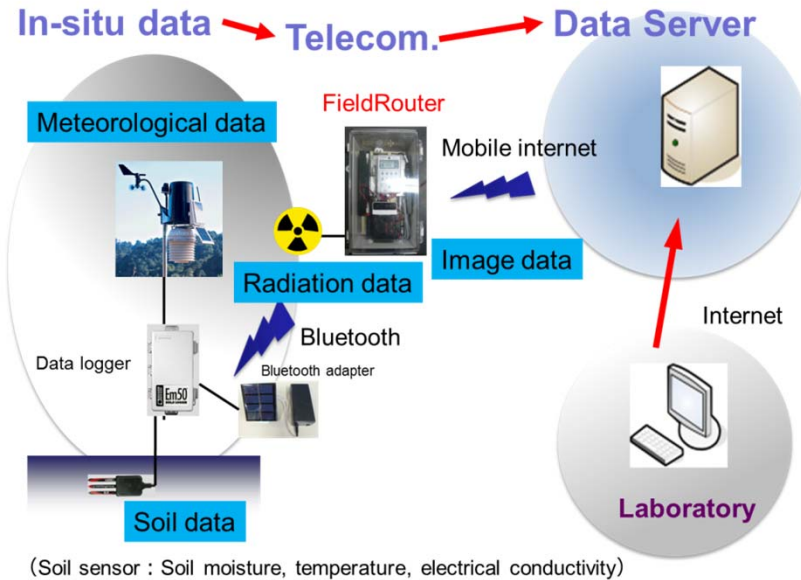 In-situ data
Telecom.
Data Server
FieldRouter
Meteorological data
Mobile internet
Radiation data
Image data
Internet
Bluetooth
Data logger
Bluetooth adapter
Em50
Laboratory
Soil data
（Soil sensor : Soil moisture, temperature, electrical conductivity）